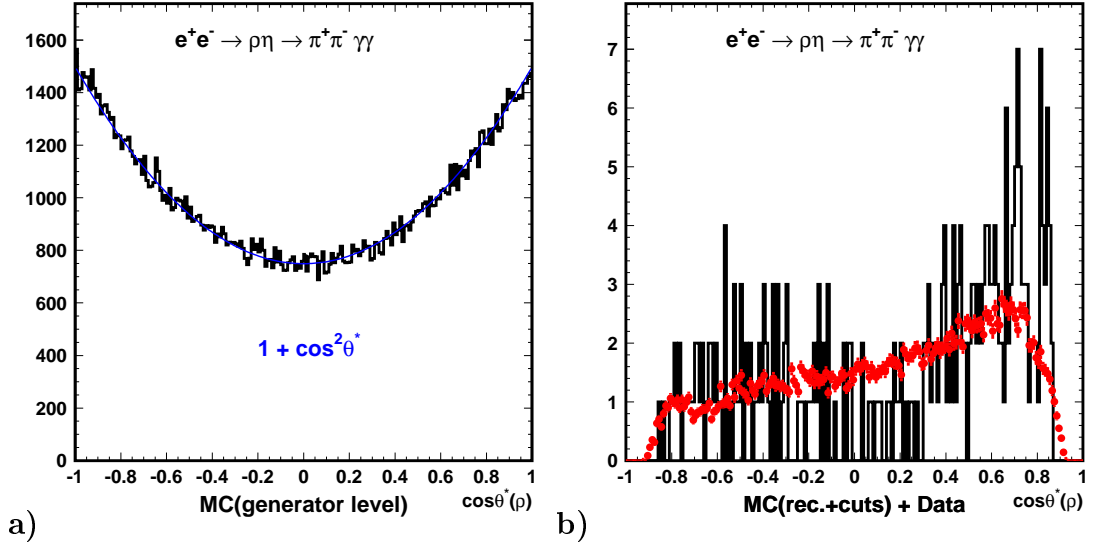 e⁺e⁻ → ρη → π⁺π⁻ γγ
1600
1400
1200
1000
800
600
400
200
0
1 + cos²θ*
-1 -0.8 -0.6 -0.4 -0.2 0 0.2 0.4 0.6 0.8 1
MC(generator level) cosθ*(ρ)
a)
e⁺e⁻ → ρη → π⁺π⁻ γγ
7
6
5
4
3
2
1
0
-1 -0.8 -0.6 -0.4 -0.2 0 0.2 0.4 0.6 0.8 1
MC(rec.+cuts) + Data cosθ*(ρ)
b)